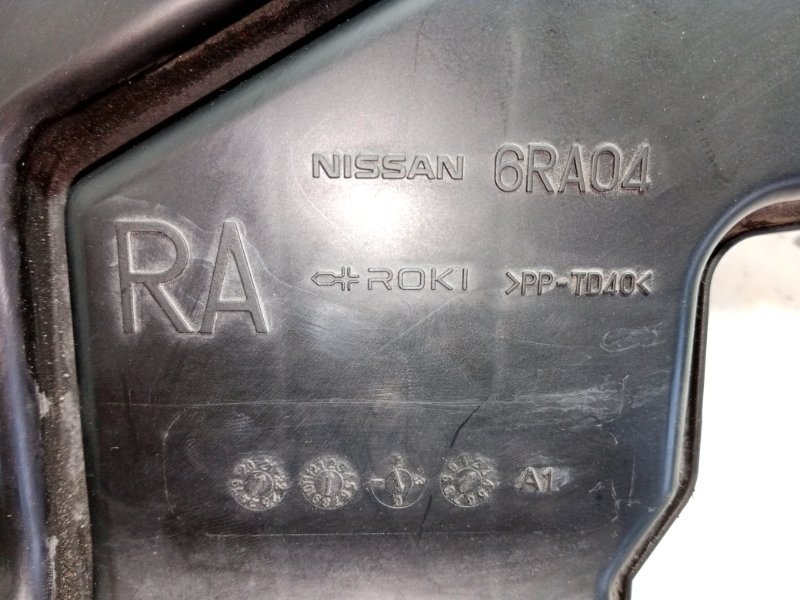 NISSAN 6RA04
RA
ROKI >PP-TD40<
A1